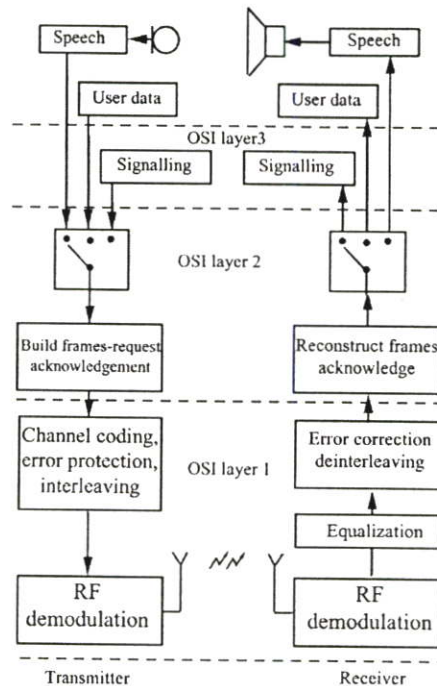 Speech
Speech
User data
User data
OSI layer3
Signalling
Signalling
OSI layer 2
Build frames-request
acknowledgement
Reconstruct frames
acknowledge
Channel coding,
error protection,
interleaving
OSI layer 1
Error correction
deinterleaving
Equalization
RF
demodulation
RF
demodulation
Transmitter
Receiver